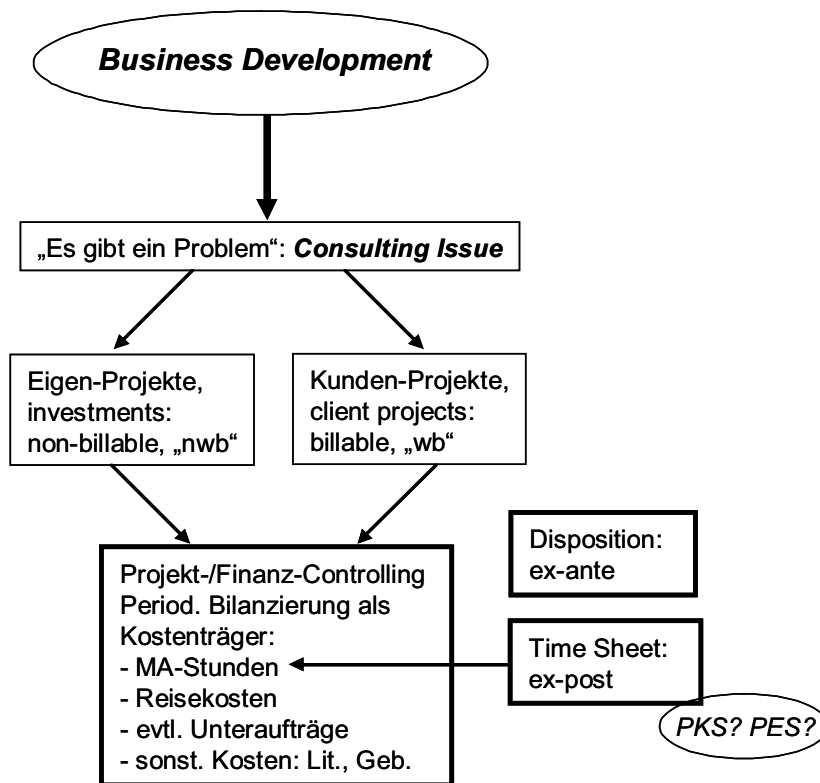 Business Development
„Es gibt ein Problem“: Consulting Issue
Eigen-Projekte,
investments:
non-billable, „nwb“
Kunden-Projekte,
client projects:
billable, „wb“
Projekt-/Finanz-Controlling
Period. Bilanzierung als
Kostenträger:
- MA-Stunden
- Reisekosten
- evtl. Unteraufträge
- sonst. Kosten: Lit., Geb.
Disposition:
ex-ante
Time Sheet:
ex-post
PKS? PES?